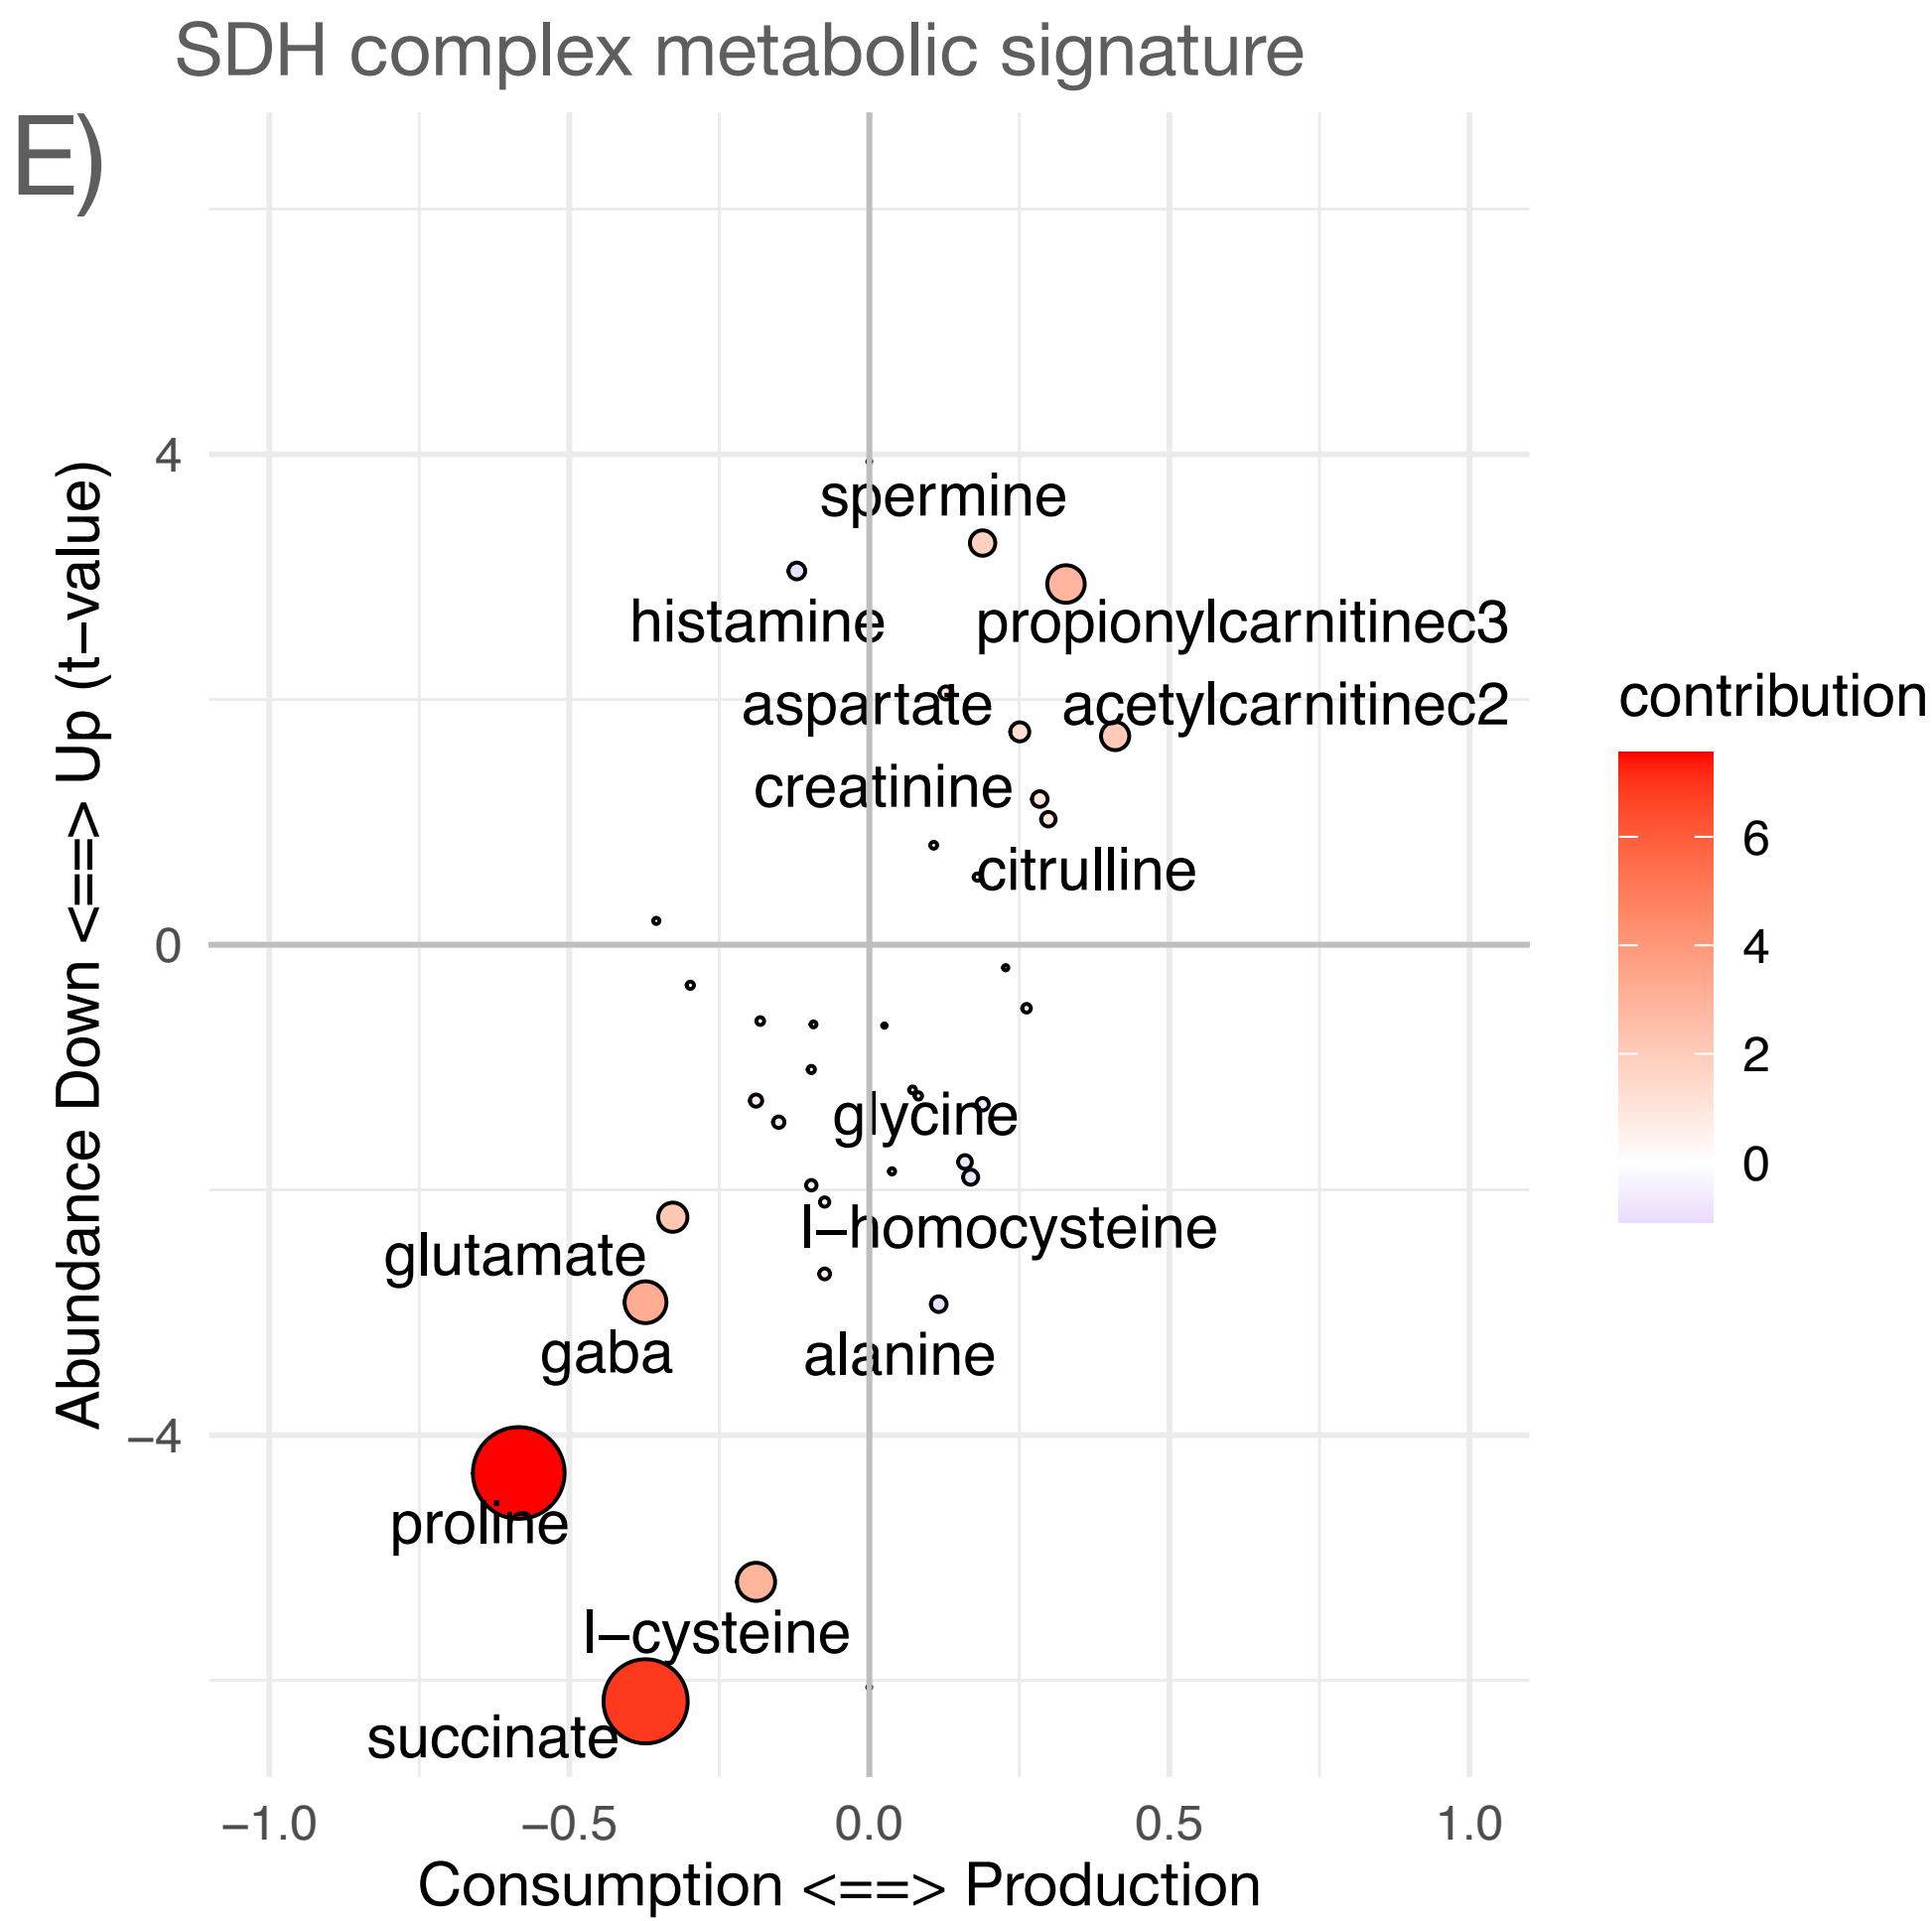 SDH complex metabolic signature
E)
Abundance Down <==> Up (t−value)
4
0
−4
spermine
histamine
propionylcarnitinec3
aspartate
acetylcarnitinec2
creatinine
citrulline
glycine
l−homocysteine
glutamate
gaba
alanine
proline
l−cysteine
succinate
−1.0
−0.5
0.0
0.5
1.0
Consumption <==> Production
contribution
6
4
2
0